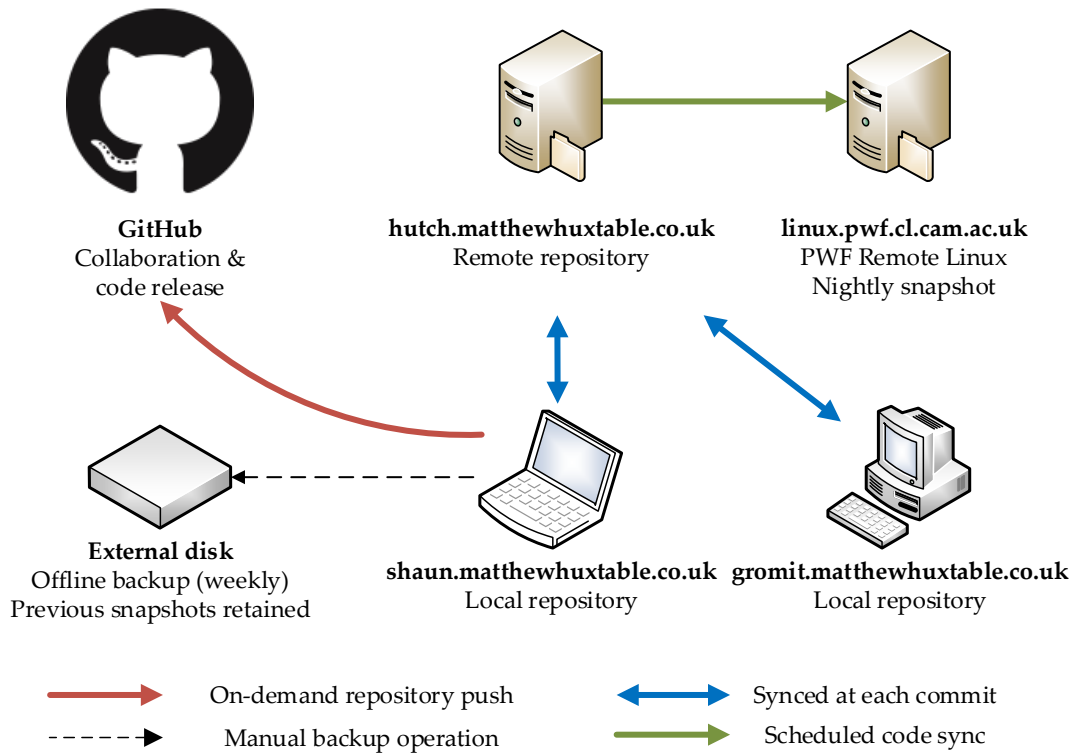 GitHub
Collaboration &
code release
hutch.matthewhuxtable.co.uk
Remote repository
linux.pwf.cl.cam.ac.uk
PWF Remote Linux
Nightly snapshot
External disk
Offline backup (weekly)
Previous snapshots retained
shaun.matthewhuxtable.co.uk
Local repository
gromit.matthewhuxtable.co.uk
Local repository
On-demand repository push
Synced at each commit
Manual backup operation
Scheduled code sync